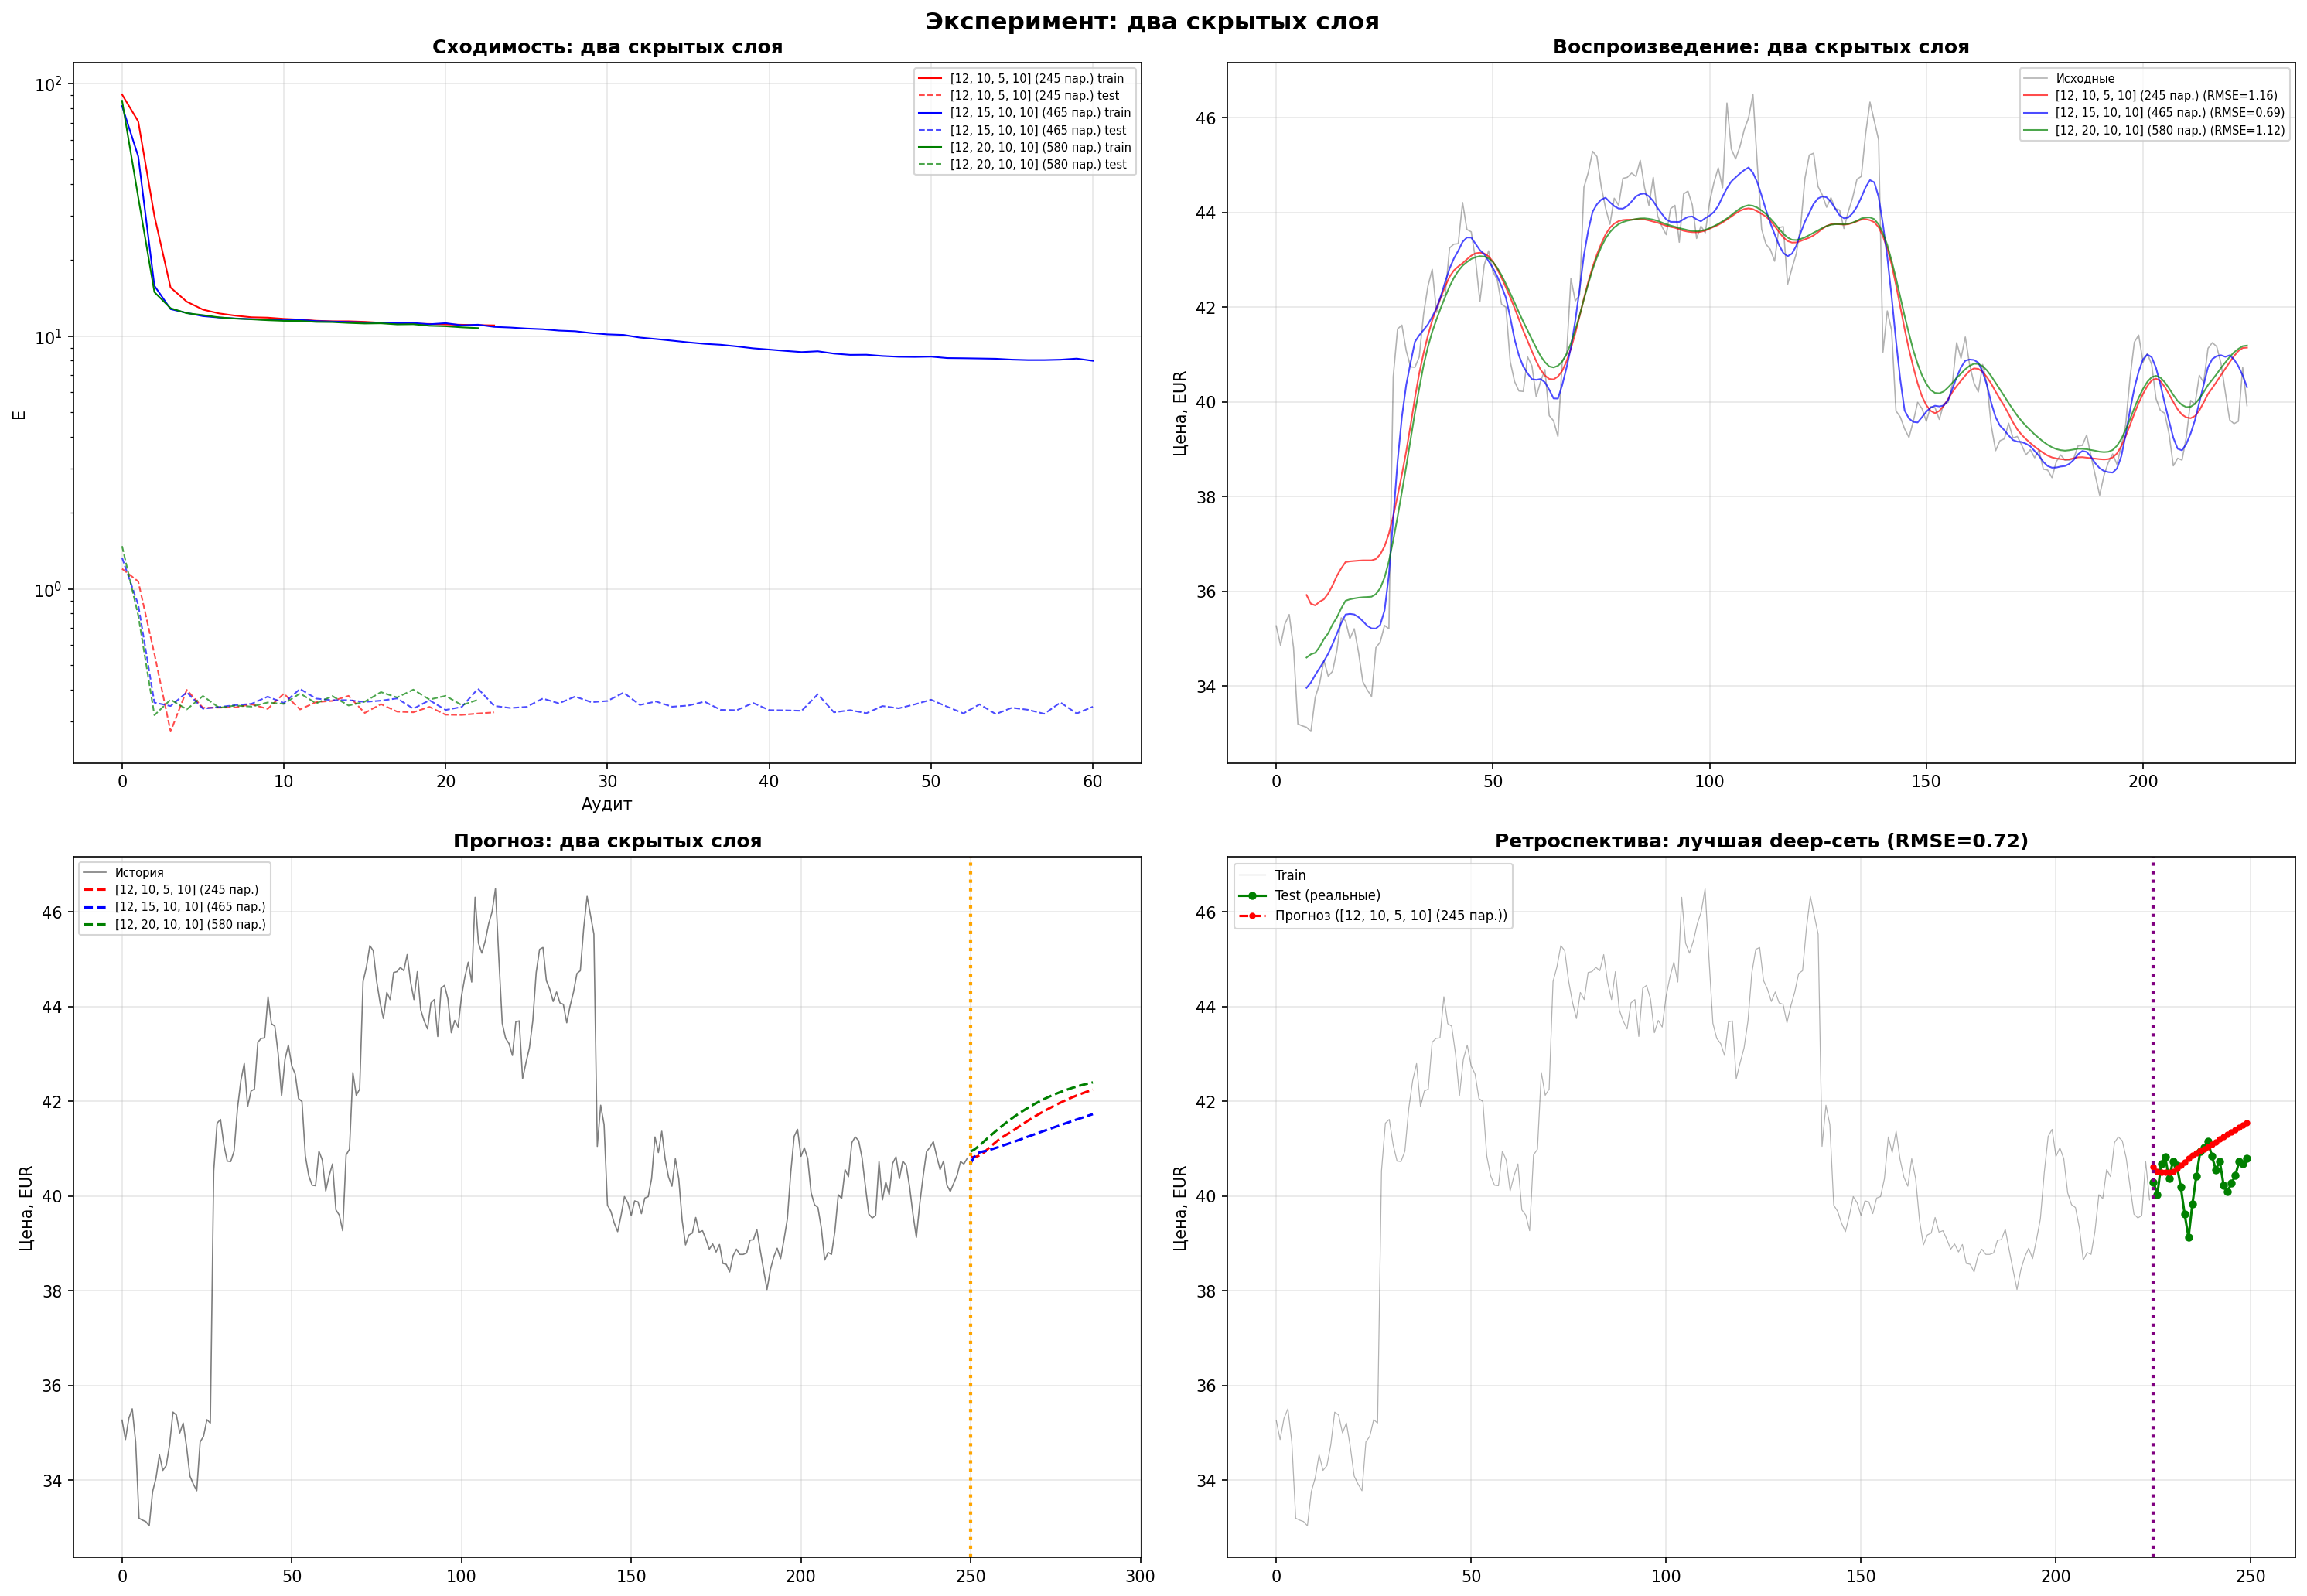 Эксперимент: два скрытых слоя
Сходимость: два скрытых слоя
10²
10¹
10⁰
E
0
10
20
30
40
50
60
Аудит
[12, 10, 5, 10] (245 пар.) train
[12, 10, 5, 10] (245 пар.) test
[12, 15, 10, 10] (465 пар.) train
[12, 15, 10, 10] (465 пар.) test
[12, 20, 10, 10] (580 пар.) train
[12, 20, 10, 10] (580 пар.) test
Воспроизведение: два скрытых слоя
46
44
42
40
38
36
34
Цена, EUR
0
50
100
150
200
Исходные
[12, 10, 5, 10] (245 пар.) (RMSE=1.16)
[12, 15, 10, 10] (465 пар.) (RMSE=0.69)
[12, 20, 10, 10] (580 пар.) (RMSE=1.12)
Прогноз: два скрытых слоя
46
44
42
40
38
36
34
Цена, EUR
0
50
100
150
200
250
300
История
[12, 10, 5, 10] (245 пар.)
[12, 15, 10, 10] (465 пар.)
[12, 20, 10, 10] (580 пар.)
Ретроспектива: лучшая deep-сеть (RMSE=0.72)
46
44
42
40
38
36
34
Цена, EUR
0
50
100
150
200
250
Train
Test (реальные)
Прогноз ([12, 10, 5, 10] (245 пар.))